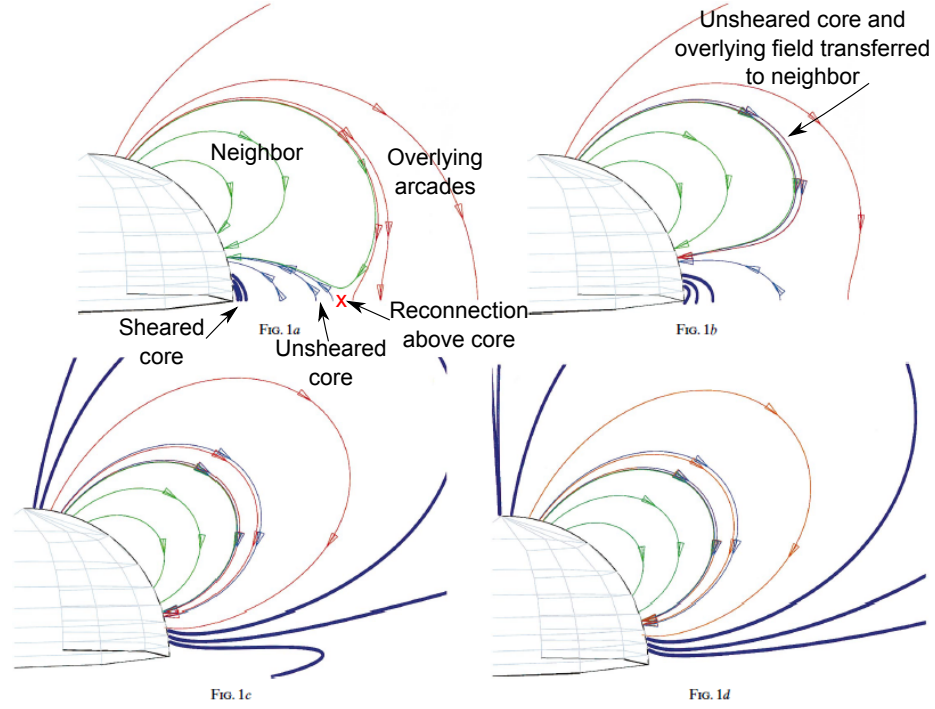 Neighbor
Overlying
arcades
x
Sheared
core
Unsheared
core
Reconnection
above core
FIG. 1a
Unsheared core and
overlying field transferred
to neighbor
FIG. 1b
FIG. 1c
FIG. 1d